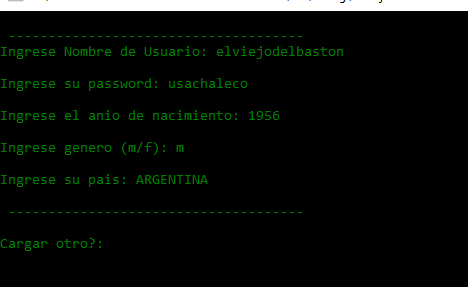 -------------------------------------
Ingrese Nombre de Usuario: elviejodelbaston
Ingrese su password: usachaleco
Ingrese el anio de nacimiento: 1956
Ingrese genero (m/f): m
Ingrese su pais: ARGENTINA
-------------------------------------
Cargar otro?: